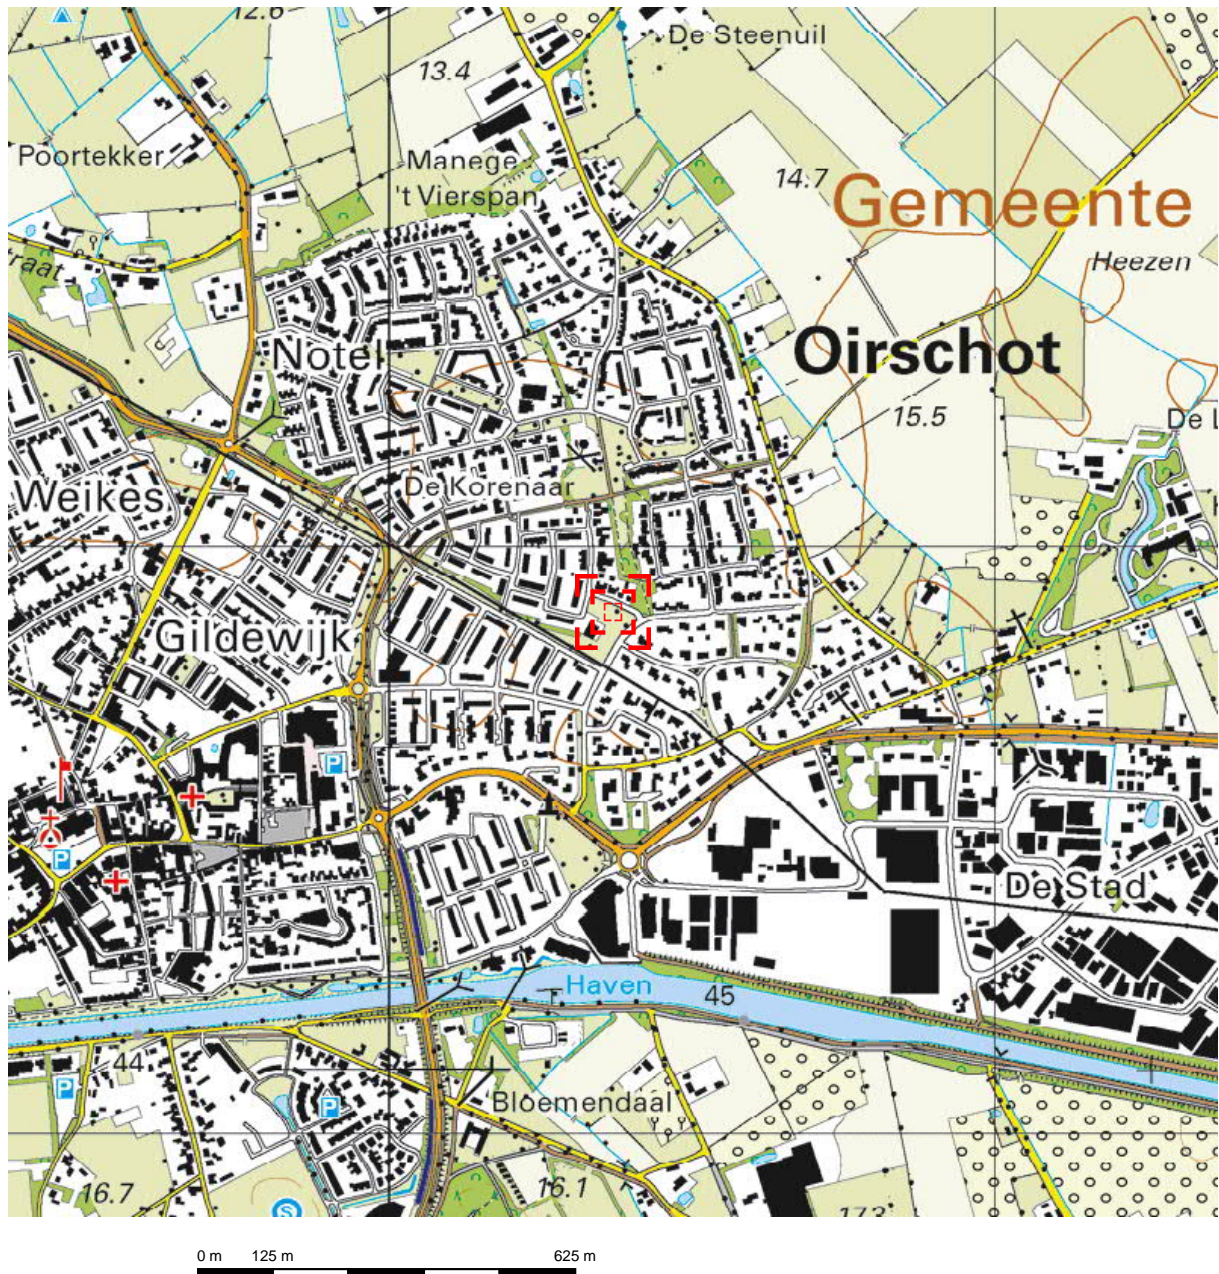 12.6
De Steenuil
13.4
Poortekker
Manege
't Vierspan
14.7
Gemeente
Heezen
raat
Notel
Oirschot
15.5
De L
Weikes
De Korenaar
Gildewijk
P
P
De Stad
Haven
45
44
P
P
Bloemendaal
16.7
16.1
S
0 m
125 m
625 m